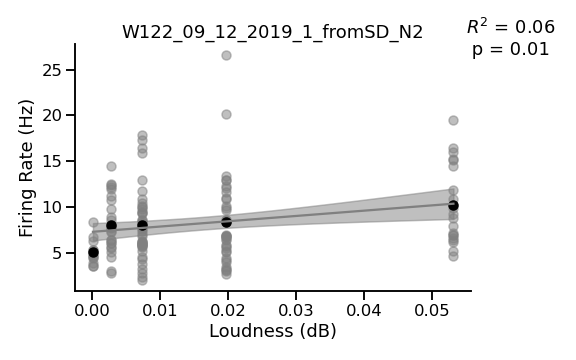 W122_09_12_2019_1_fromSD_N2
R² = 0.06
p = 0.01
Firing Rate (Hz)
25
20
15
10
5
0.00 0.01 0.02 0.03 0.04 0.05
Loudness (dB)